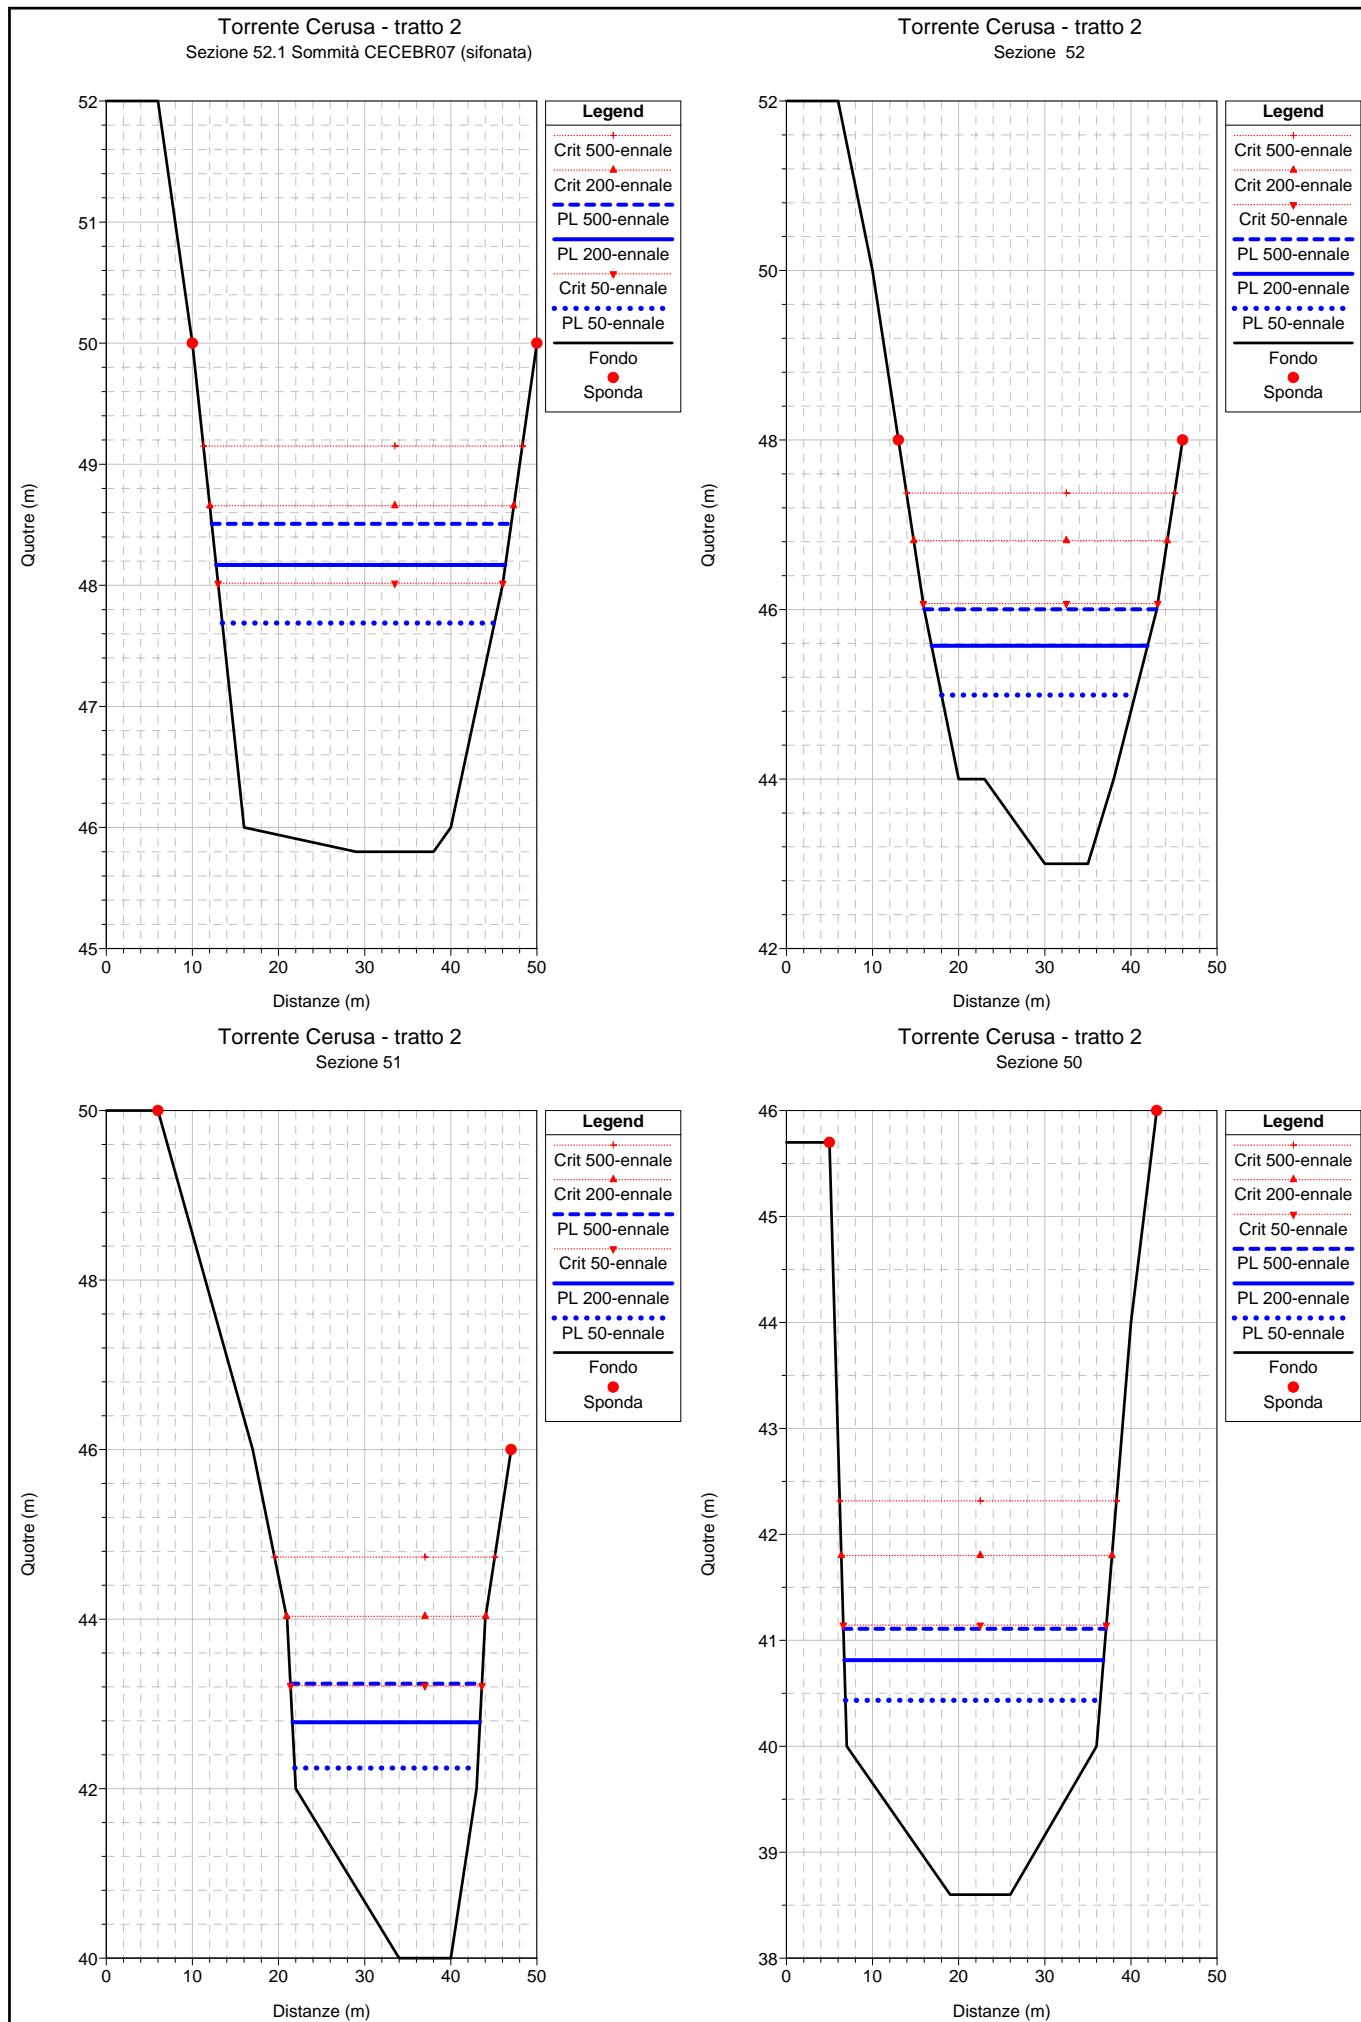 Torrente Cerusa - tratto 2
Sezione 52.1 Sommità CECEBR07 (sifonata)
52
51
50
49
48
47
46
45
0
10
20
30
40
50
Quotre (m)
Distanze (m)
Legend
Crit 500-ennale
Crit 200-ennale
PL 500-ennale
PL 200-ennale
Crit 50-ennale
PL 50-ennale
Fondo
Sponda
Torrente Cerusa - tratto 2
Sezione 52
52
50
48
46
44
42
0
10
20
30
40
50
Quotre (m)
Distanze (m)
Legend
Crit 500-ennale
Crit 200-ennale
Crit 50-ennale
PL 500-ennale
PL 200-ennale
PL 50-ennale
Fondo
Sponda
Torrente Cerusa - tratto 2
Sezione 51
50
48
46
44
42
40
0
10
20
30
40
50
Quotre (m)
Distanze (m)
Legend
Crit 500-ennale
Crit 200-ennale
PL 500-ennale
Crit 50-ennale
PL 200-ennale
PL 50-ennale
Fondo
Sponda
Torrente Cerusa - tratto 2
Sezione 50
46
45
44
43
42
41
40
39
38
0
10
20
30
40
50
Quotre (m)
Distanze (m)
Legend
Crit 500-ennale
Crit 200-ennale
Crit 50-ennale
PL 500-ennale
PL 200-ennale
PL 50-ennale
Fondo
Sponda